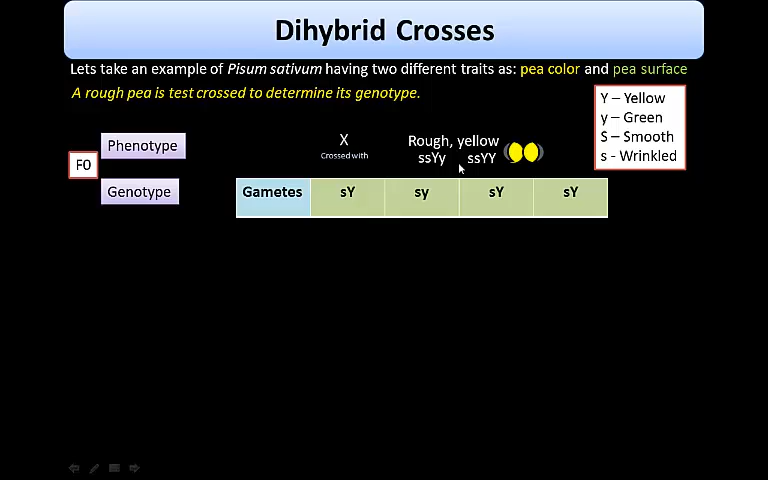 Dihybrid Crosses
Lets take an example of Pisum sativum having two different traits as: pea color and pea surface
A rough pea is test crossed to determine its genotype.
Y – Yellow
y – Green
S – Smooth
s - Wrinkled
F0
Phenotype
X
Crossed with
Rough, yellow
ssYy ssYY
Genotype
Gametes sY sy sY sY